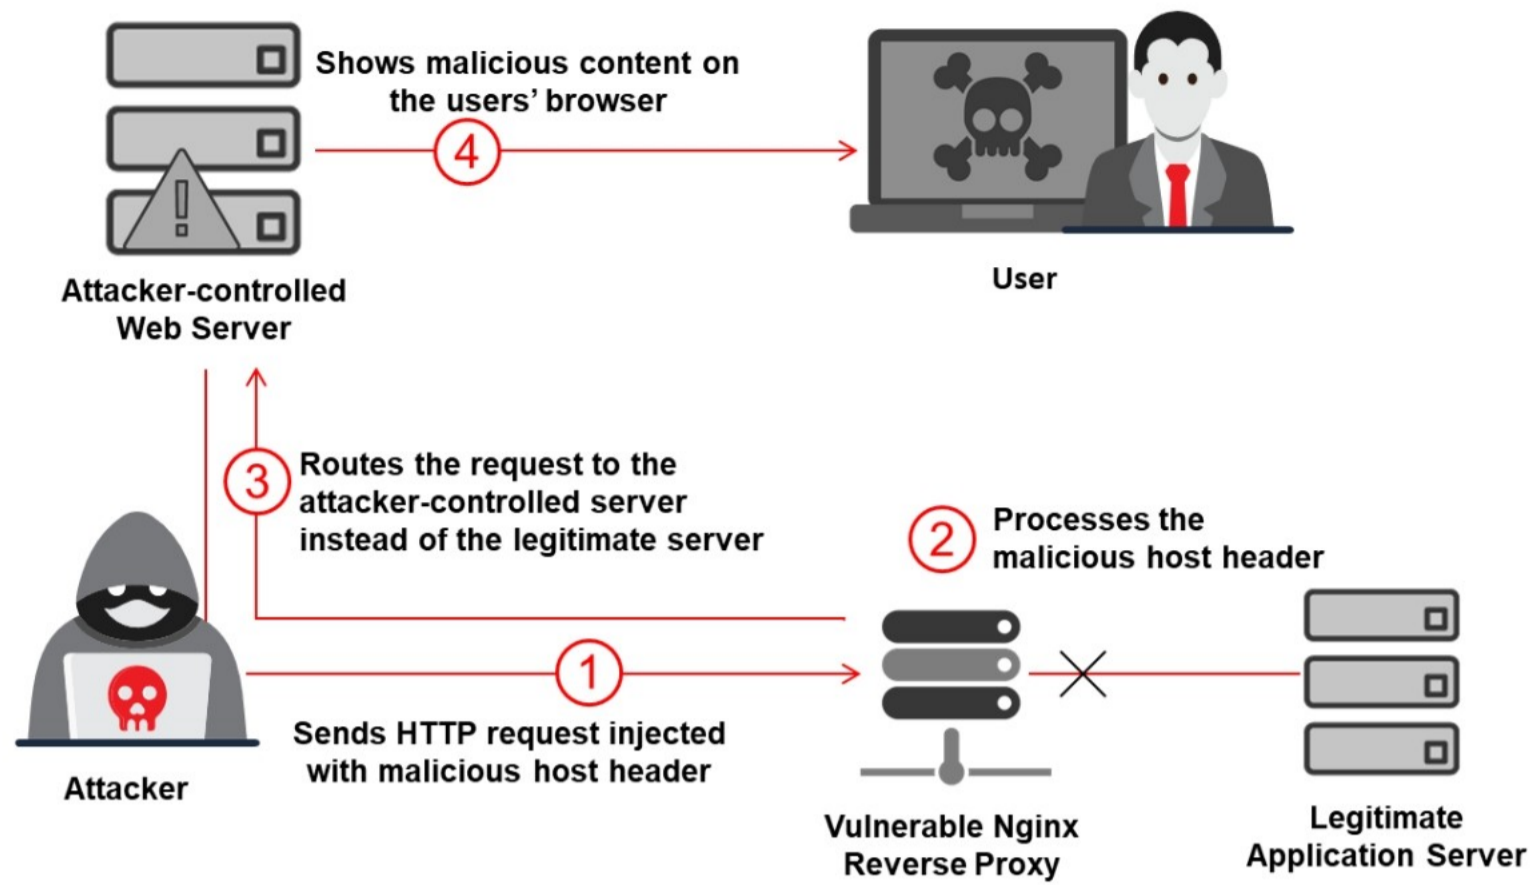 Shows malicious content on
the users’ browser
4
!
Attacker-controlled
Web Server
User
3
Routes the request to the
attacker-controlled server
instead of the legitimate server
2
Processes the
malicious host header
1
Sends HTTP request injected
with malicious host header
Attacker
Vulnerable Nginx
Reverse Proxy
Legitimate
Application Server